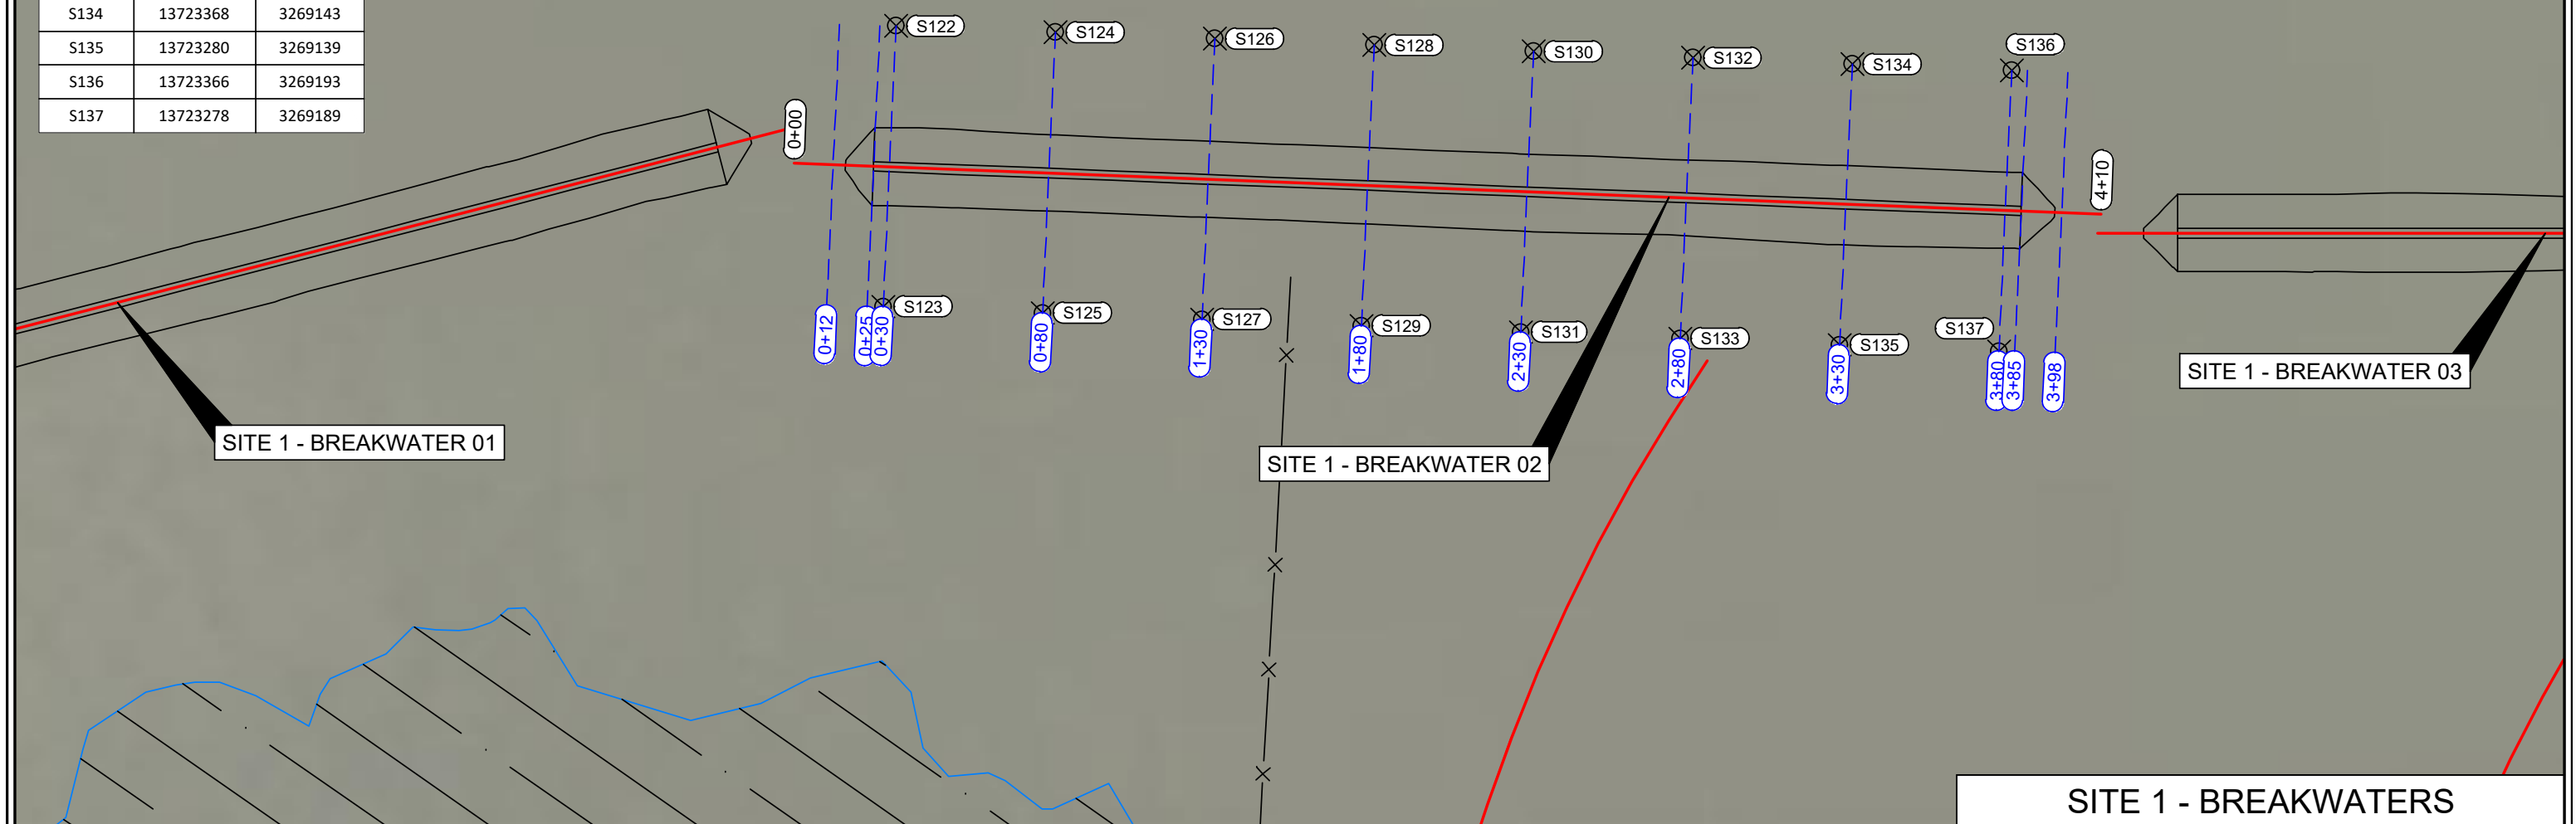 S134 13723368 3269143
S135 13723280 3269139
S136 13723366 3269193
S137 13723278 3269189
S122
S124
S126
S128
S130
S132
S134
S136
0+00
4+10
S123
S125
S127
S129
S131
S133
S135
S137
0+12
0+25
0+30
0+80
1+30
1+80
2+30
2+80
3+30
3+80
3+85
3+98
SITE 1 - BREAKWATER 01
SITE 1 - BREAKWATER 02
SITE 1 - BREAKWATER 03
SITE 1 - BREAKWATERS